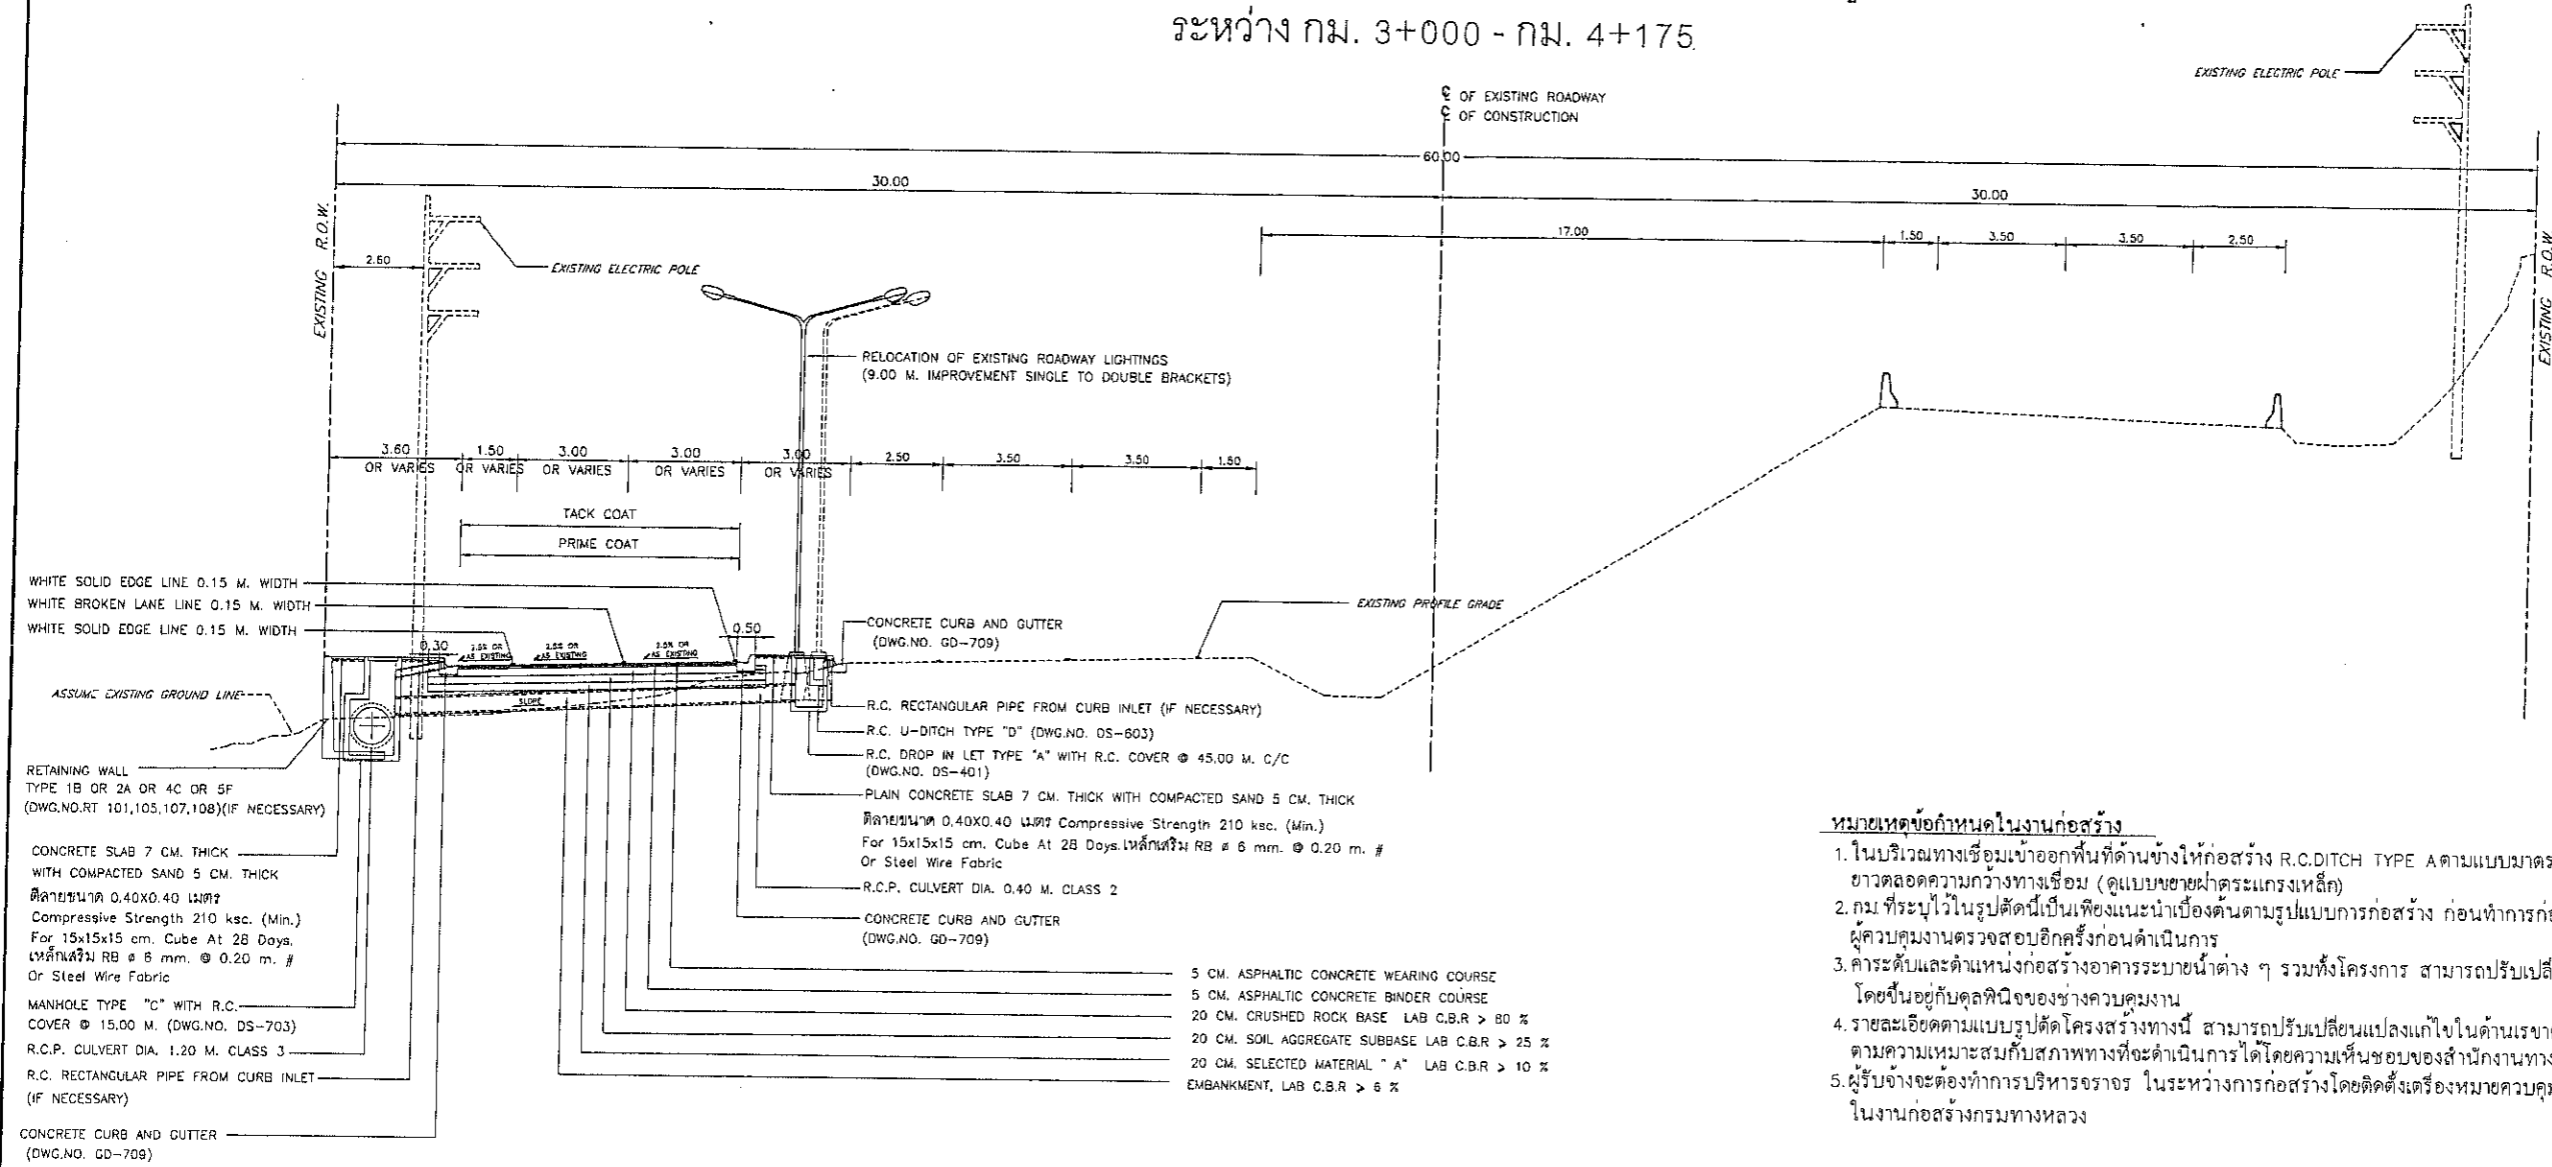 ระหว่าง กม. 3+000 - กม. 4+175
EXISTING ELECTRIC POLE
℄ OF EXISTING ROADWAY
℄ OF CONSTRUCTION
60.00
30.00
30.00
17.00
1.50
3.50
3.50
2.50
EXISTING R.O.W.
2.50
EXISTING ELECTRIC POLE
EXISTING R.O.W.
RELOCATION OF EXISTING ROADWAY LIGHTINGS
(9.00 M. IMPROVEMENT SINGLE TO DOUBLE BRACKETS)
3.60
OR VARIES
1.50
OR VARIES
3.00
OR VARIES
3.00
OR VARIES
3.00
OR VARIES
2.50
3.50
3.50
1.50
TACK COAT
PRIME COAT
WHITE SOLID EDGE LINE 0.15 M. WIDTH
WHITE BROKEN LANE LINE 0.15 M. WIDTH
WHITE SOLID EDGE LINE 0.15 M. WIDTH
EXISTING PROFILE GRADE
0.30
2.5% OR
AS EXISTING
2.5% OR
AS EXISTING
2.5% OR
AS EXISTING
0.50
CONCRETE CURB AND GUTTER
(DWG.NO. GD-709)
ASSUME EXISTING GROUND LINE
SLOPE
R.C. RECTANGULAR PIPE FROM CURB INLET (IF NECESSARY)
R.C. U-DITCH TYPE "D" (DWG.NO. DS-603)
R.C. DROP IN LET TYPE "A" WITH R.C. COVER @ 45.00 M. C/C
(DWG.NO. DS-401)
PLAIN CONCRETE SLAB 7 CM. THICK WITH COMPACTED SAND 5 CM. THICK
ตีลายขนาด 0.40X0.40 เมตร Compressive Strength 210 ksc. (Min.)
For 15x15x15 cm. Cube At 28 Days.เหล็กเสริม RB ø 6 mm. @ 0.20 m. #
Or Steel Wire Fabric
R.C.P. CULVERT DIA. 0.40 M. CLASS 2
CONCRETE CURB AND GUTTER
(DWG.NO. GD-709)
RETAINING WALL
TYPE 1B OR 2A OR 4C OR 5F
(DWG.NO.RT 101,105,107,108)(IF NECESSARY)
CONCRETE SLAB 7 CM. THICK
WITH COMPACTED SAND 5 CM. THICK
ตีลายขนาด 0.40X0.40 เมตร
Compressive Strength 210 ksc. (Min.)
For 15x15x15 cm. Cube At 28 Days.
เหล็กเสริม RB ø 6 mm. @ 0.20 m. #
Or Steel Wire Fabric
MANHOLE TYPE "C" WITH R.C.
COVER @ 15.00 M. (DWG.NO. DS-703)
R.C.P. CULVERT DIA. 1.20 M. CLASS 3
R.C. RECTANGULAR PIPE FROM CURB INLET
(IF NECESSARY)
CONCRETE CURB AND GUTTER
(DWG.NO. GD-709)
5 CM. ASPHALTIC CONCRETE WEARING COURSE
5 CM. ASPHALTIC CONCRETE BINDER COURSE
20 CM. CRUSHED ROCK BASE LAB C.B.R > 80 %
20 CM. SOIL AGGREGATE SUBBASE LAB C.B.R > 25 %
20 CM. SELECTED MATERIAL " A" LAB C.B.R > 10 %
EMBANKMENT, LAB C.B.R > 6 %
หมายเหตุข้อกำหนดในงานก่อสร้าง
1. ในบริเวณทางเชื่อมเข้าออกพื้นที่ด้านข้างให้ก่อสร้าง R.C.DITCH TYPE A ตามแบบมาตร
ยาวตลอดความกว้างทางเชื่อม (ดูแบบขยายฝาตะแกรงเหล็ก)
2. กม.ที่ระบุไว้ในรูปตัดนี้เป็นเพียงแนะนำเบื้องต้นตามรูปแบบการก่อสร้าง ก่อนทำการก่อ
ผู้ควบคุมงานตรวจสอบอีกครั้งก่อนดำเนินการ
3. ค่าระดับและตำแหน่งก่อสร้างอาคารระบายน้ำต่าง ๆ รวมทั้งโครงการ สามารถปรับเปลี่
โดยขึ้นอยู่กับดุลพินิจของช่างควบคุมงาน
4. รายละเอียดตามแบบรูปตัดโครงสร้างทางนี้ สามารถปรับเปลี่ยนแปลงแก้ไขในด้านเรขา
ตามความเหมาะสมกับสภาพทางที่จะดำเนินการได้โดยความเห็นชอบของสำนักงานทาง
5. ผู้รับจ้างจะต้องทำการบริหารจราจร ในระหว่างการก่อสร้างโดยติดตั้งเครื่องหมายควบคุม
ในงานก่อสร้างกรมทางหลวง